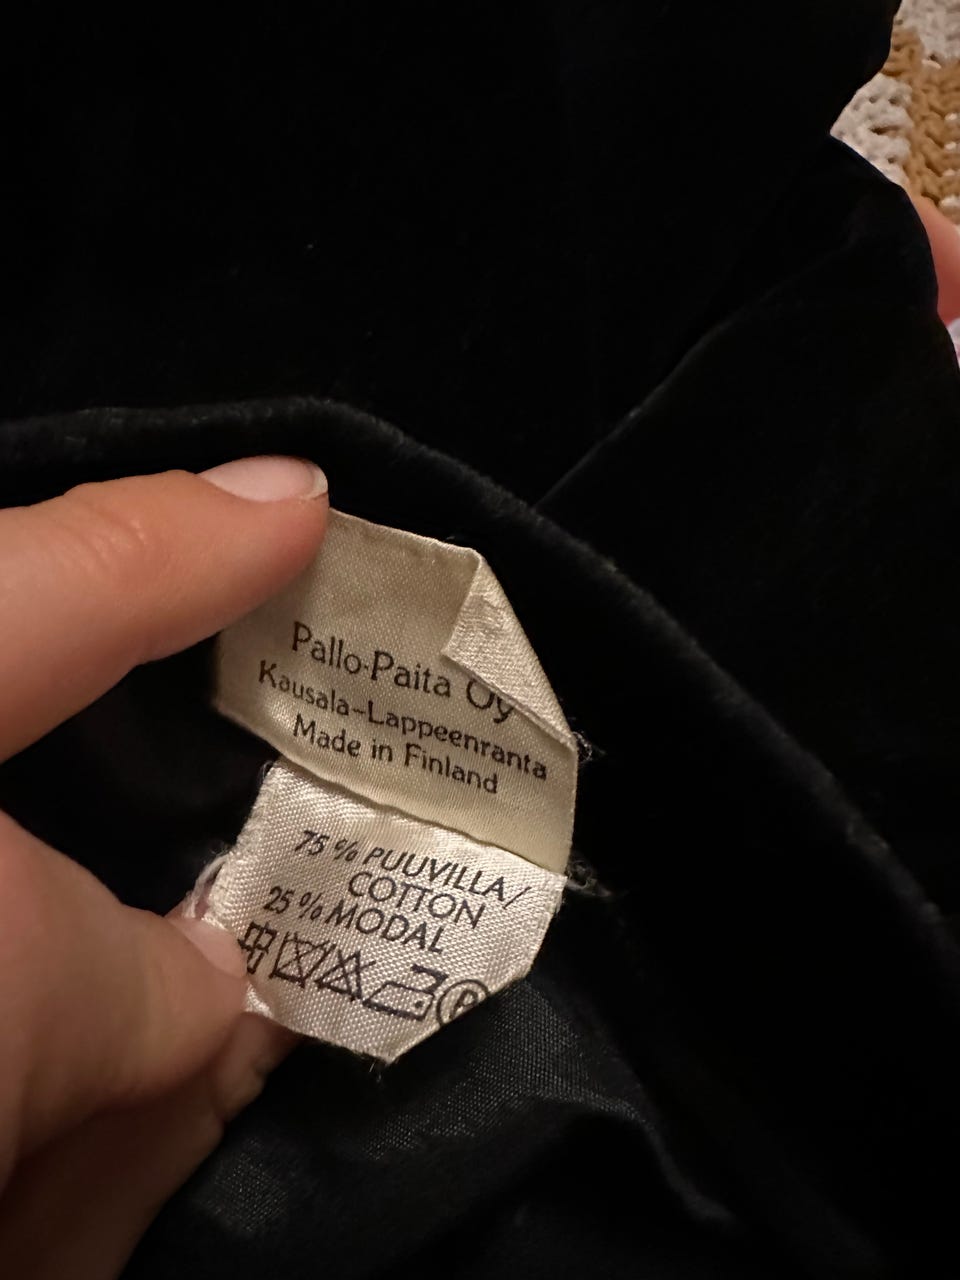 Pallo-Paita Oy
Kausala-Lappeenranta
Made in Finland
75 % PUUVILLA/
COTTON
25 % MODAL
P